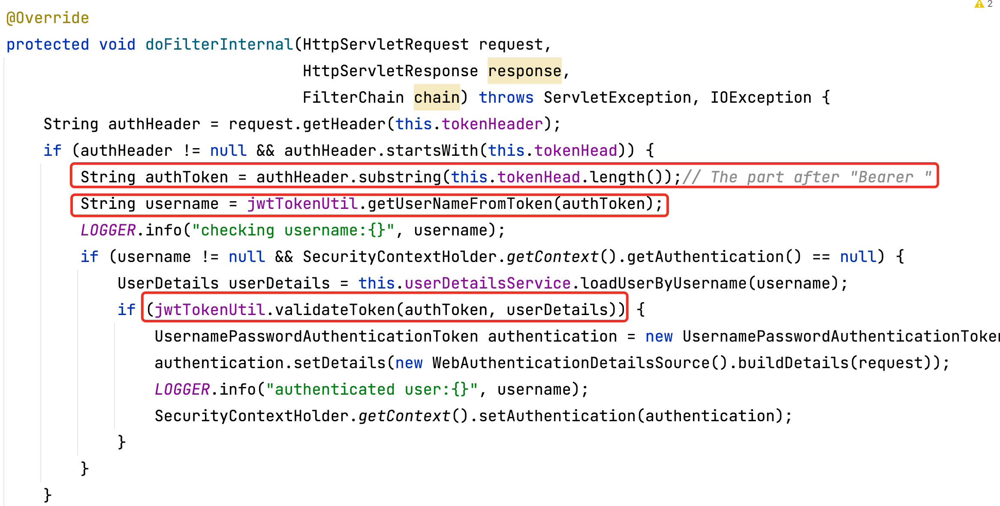 2
@Override
protected void doFilterInternal(HttpServletRequest request,
HttpServletResponse response,
FilterChain chain) throws ServletException, IOException {
String authHeader = request.getHeader(this.tokenHeader);
if (authHeader != null && authHeader.startsWith(this.tokenHead)) {
String authToken = authHeader.substring(this.tokenHead.length());// The part after "Bearer "
String username = jwtTokenUtil.getUserNameFromToken(authToken);
LOGGER.info("checking username:{}", username);
if (username != null && SecurityContextHolder.getContext().getAuthentication() == null) {
UserDetails userDetails = this.userDetailsService.loadUserByUsername(username);
if (jwtTokenUtil.validateToken(authToken, userDetails)) {
UsernamePasswordAuthenticationToken authentication = new UsernamePasswordAuthenticationToken
authentication.setDetails(new WebAuthenticationDetailsSource().buildDetails(request));
LOGGER.info("authenticated user:{}", username);
SecurityContextHolder.getContext().setAuthentication(authentication);
}
}
}